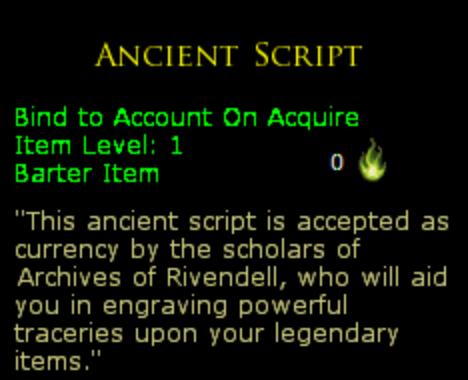 ANCIENT SCRIPT
Bind to Account On Acquire
Item Level: 1
0
Barter Item
"This ancient script is accepted as
currency by the scholars of
Archives of Rivendell, who will aid
you in engraving powerful
traceries upon your legendary
items."